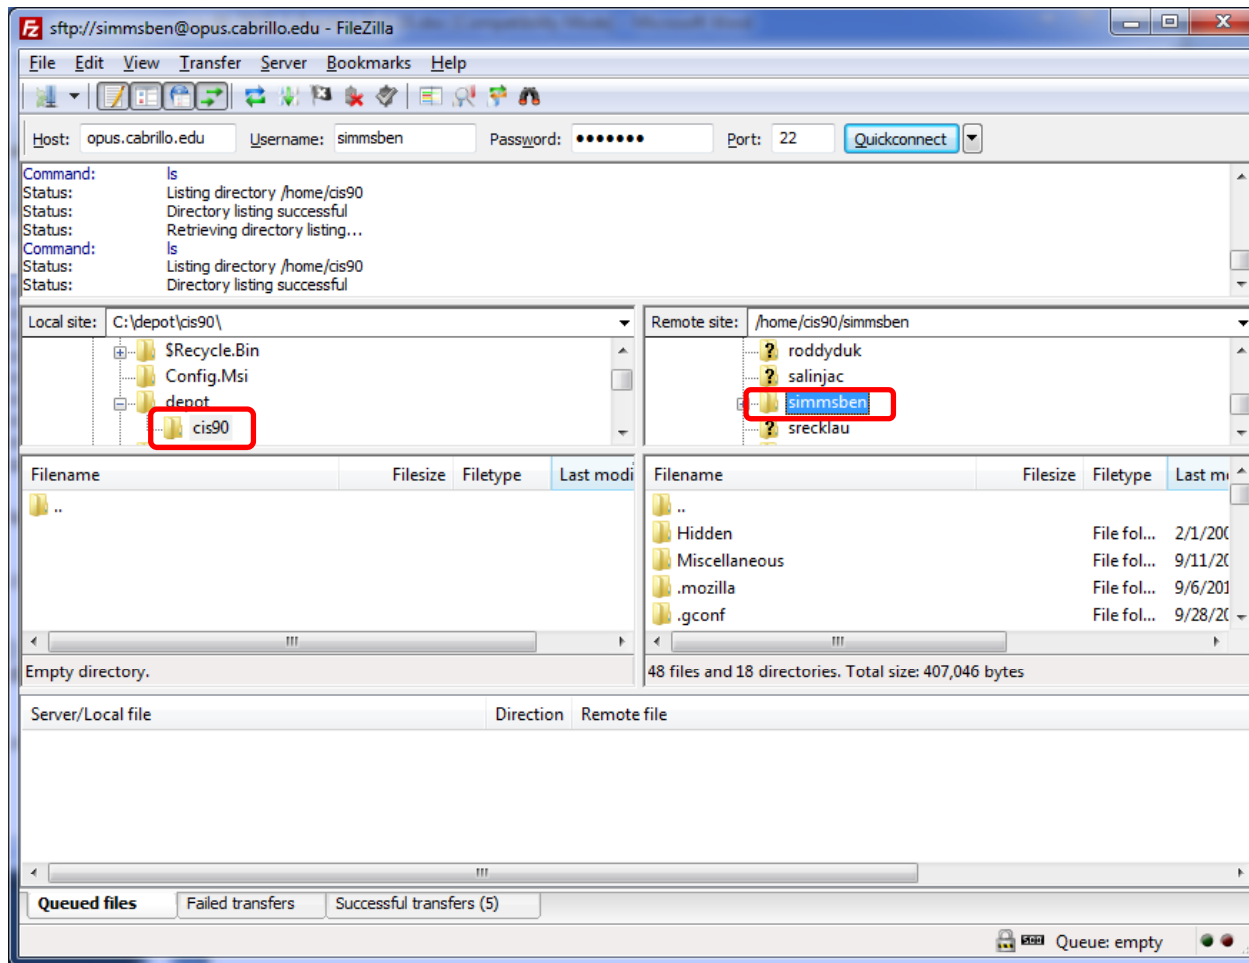 sftp://simmsben@opus.cabrillo.edu - FileZilla
File Edit View Transfer Server Bookmarks Help
Host: opus.cabrillo.edu Username: simmsben Password: ••••••• Port: 22 Quickconnect
Command: ls
Status: Listing directory /home/cis90
Status: Directory listing successful
Status: Retrieving directory listing...
Command: ls
Status: Listing directory /home/cis90
Status: Directory listing successful
Local site: C:\depot\cis90\
$Recycle.Bin
Config.Msi
depot
cis90
Remote site: /home/cis90/simmsben
roddyduk
salinjac
simmsben
srecklau
Filename Filesize Filetype Last modi
..
Empty directory.
Filename Filesize Filetype Last m
..
Hidden File fol... 2/1/200
Miscellaneous File fol... 9/11/20
.mozilla File fol... 9/6/201
.gconf File fol... 9/28/20
48 files and 18 directories. Total size: 407,046 bytes
Server/Local file Direction Remote file
Queued files Failed transfers Successful transfers (5)
Queue: empty